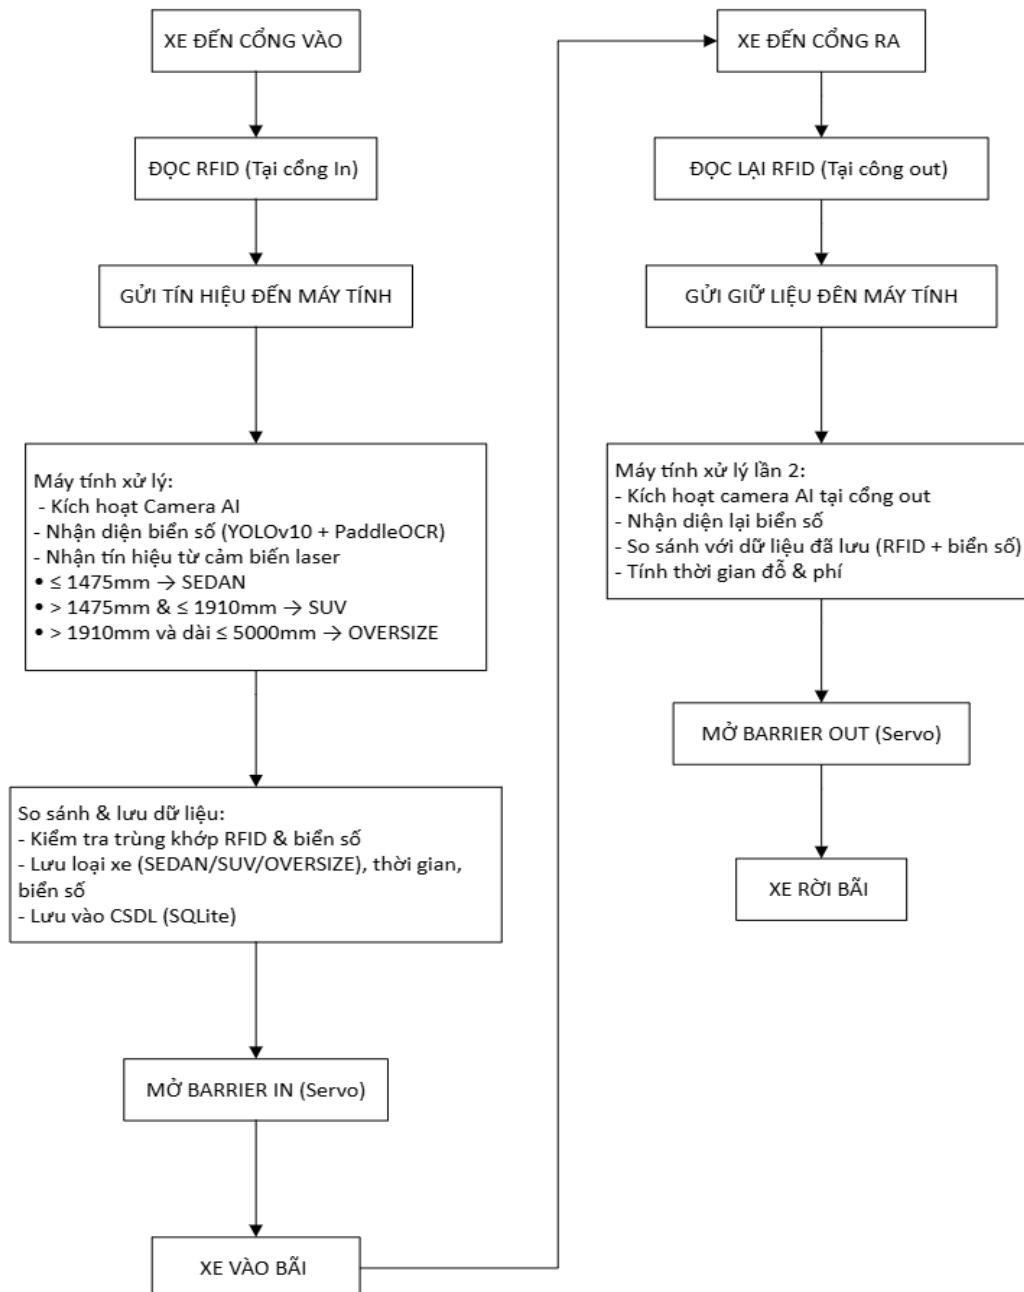 XE ĐẾN CỔNG VÀO
ĐỌC RFID (Tại cổng In)
GỬI TÍN HIỆU ĐẾN MÁY TÍNH
Máy tính xử lý:
- Kích hoạt Camera AI
- Nhận diện biển số (YOLOv10 + PaddleOCR)
- Nhận tín hiệu từ cảm biến laser
• ≤ 1475mm → SEDAN
• > 1475mm & ≤ 1910mm → SUV
• > 1910mm và dài ≤ 5000mm → OVERSIZE
So sánh & lưu dữ liệu:
- Kiểm tra trùng khớp RFID & biển số
- Lưu loại xe (SEDAN/SUV/OVERSIZE), thời gian,
biển số
- Lưu vào CSDL (SQLite)
MỞ BARRIER IN (Servo)
XE VÀO BÃI
XE ĐẾN CỔNG RA
ĐỌC LẠI RFID (Tại công out)
GỬI GIỮ LIỆU ĐÊN MÁY TÍNH
Máy tính xử lý lần 2:
- Kích hoạt camera AI tại cổng out
- Nhận diện lại biển số
- So sánh với dữ liệu đã lưu (RFID + biển số)
- Tính thời gian đỗ & phí
MỞ BARRIER OUT (Servo)
XE RỜI BÃI